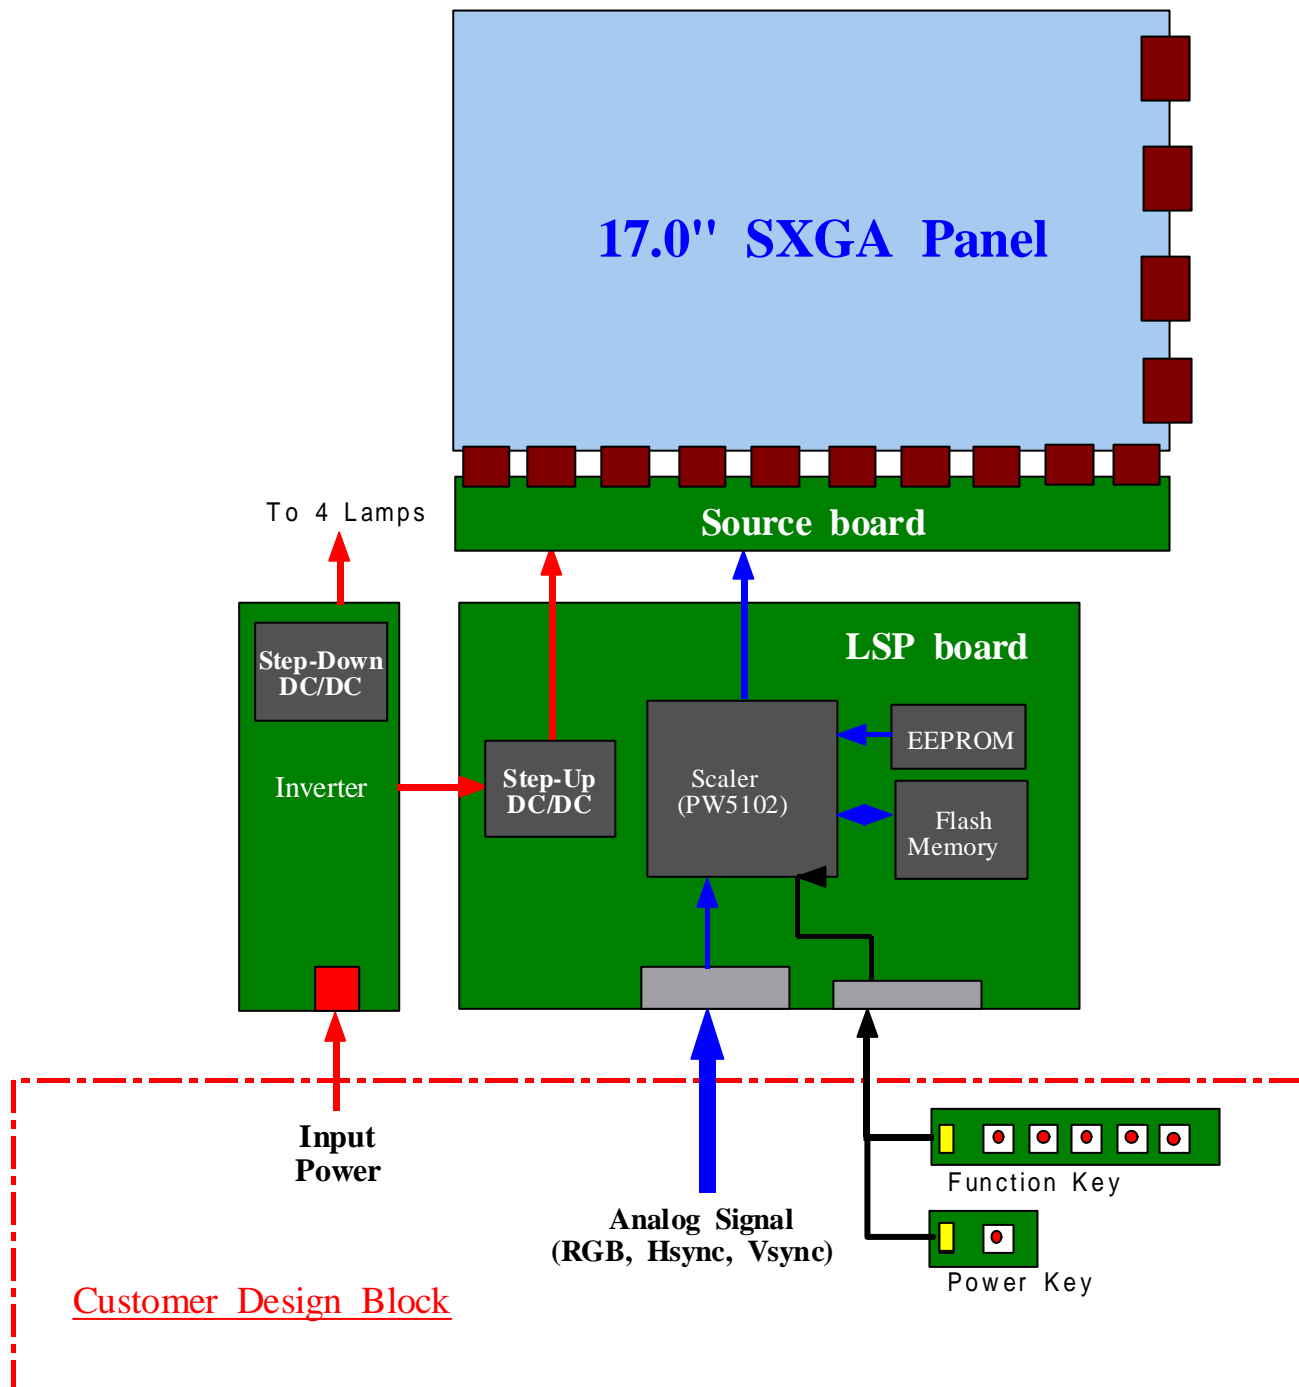 17.0" SXGA Panel
To 4 Lamps
Source board
LSP board
Step-Down
DC/DC
EEPROM
Inverter
Step-Up
DC/DC
Scaler
(PW5102)
Flash
Memory
Input
Power
Function Key
Analog Signal
(RGB, Hsync, Vsync)
Power Key
Customer Design Block